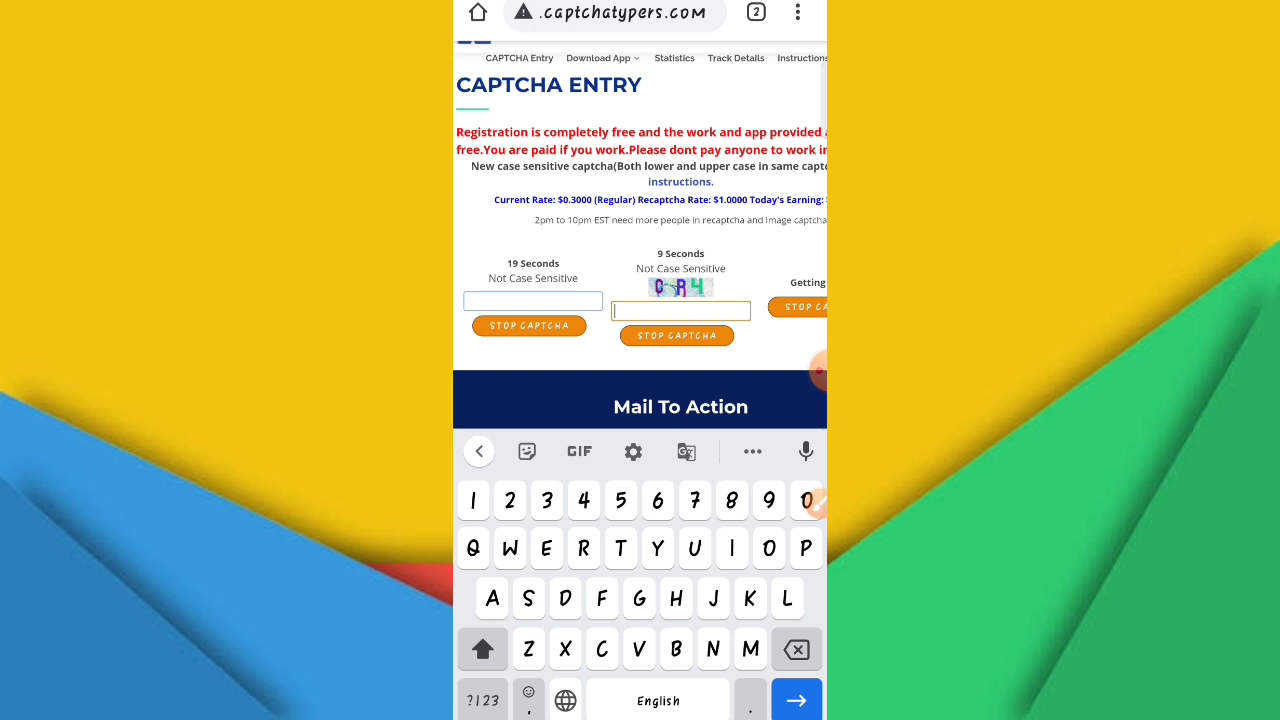 .captchatypers.com 2
CAPTCHA Entry Download App Statistics Track Details Instructions
CAPTCHA ENTRY
Registration is completely free and the work and app provided
free.You are paid if you work.Please dont pay anyone to work
New case sensitive captcha(Both lower and upper case in same
instructions.
Current Rate: $0.3000 (Regular) Recaptcha Rate: $1.0000 Today's Earning:
2pm to 10pm EST need more people in recaptcha and image captcha
19 Seconds
Not Case Sensitive
STOP CAPTCHA
9 Seconds
Not Case Sensitive
STOP CAPTCHA
Getting
STOP CA
Mail To Action
GIF
1 2 3 4 5 6 7 8 9 0
Q W E R T Y U I O P
A S D F G H J K L
Z X C V B N M
?123 , English .